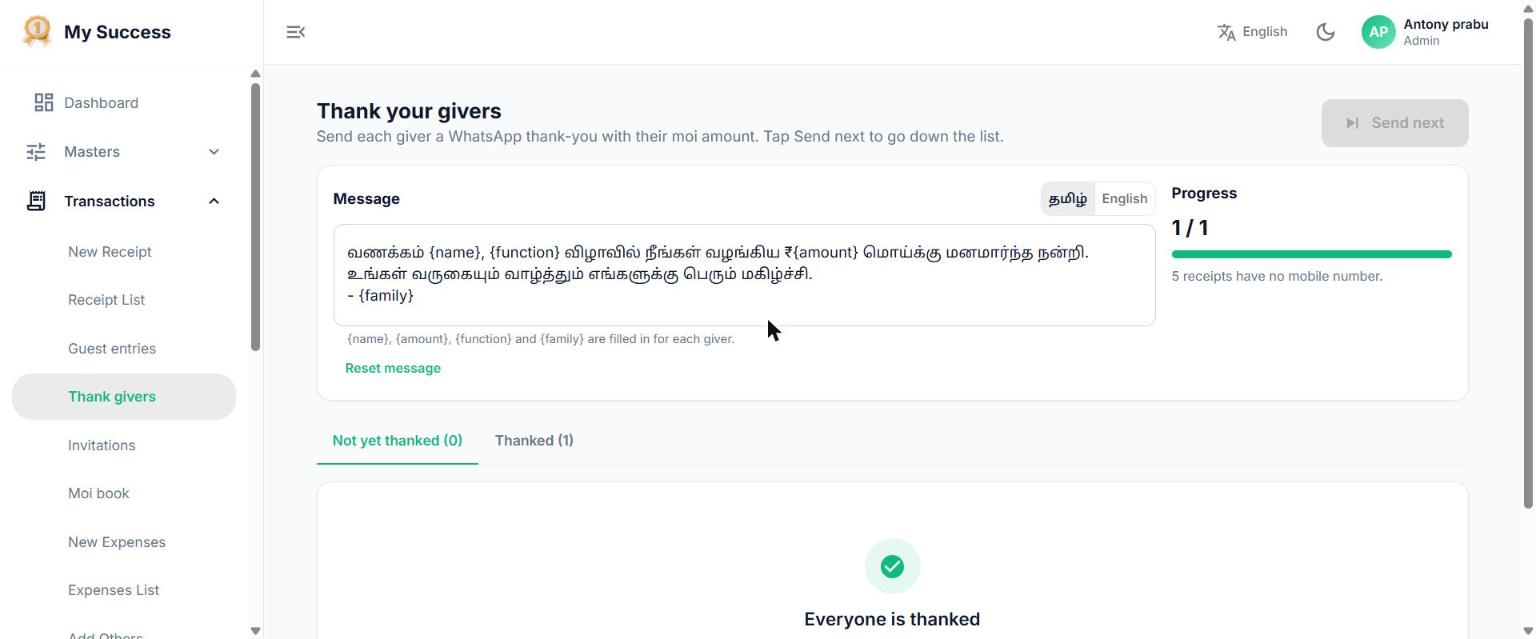 My Success
English
AP
Antony prabu
Admin
Dashboard
Masters
Transactions
New Receipt
Receipt List
Guest entries
Thank givers
Invitations
Moi book
New Expenses
Expenses List
Add Others
Thank your givers
Send each giver a WhatsApp thank-you with their moi amount. Tap Send next to go down the list.
Send next
Message
தமிழ்
English
வணக்கம் {name}, {function} விழாவில் நீங்கள் வழங்கிய ₹{amount} மொய்க்கு மனமார்ந்த நன்றி.
உங்கள் வருகையும் வாழ்த்தும் எங்களுக்கு பெரும் மகிழ்ச்சி.
- {family}
{name}, {amount}, {function} and {family} are filled in for each giver.
Reset message
Progress
1 / 1
5 receipts have no mobile number.
Not yet thanked (0)
Thanked (1)
Everyone is thanked